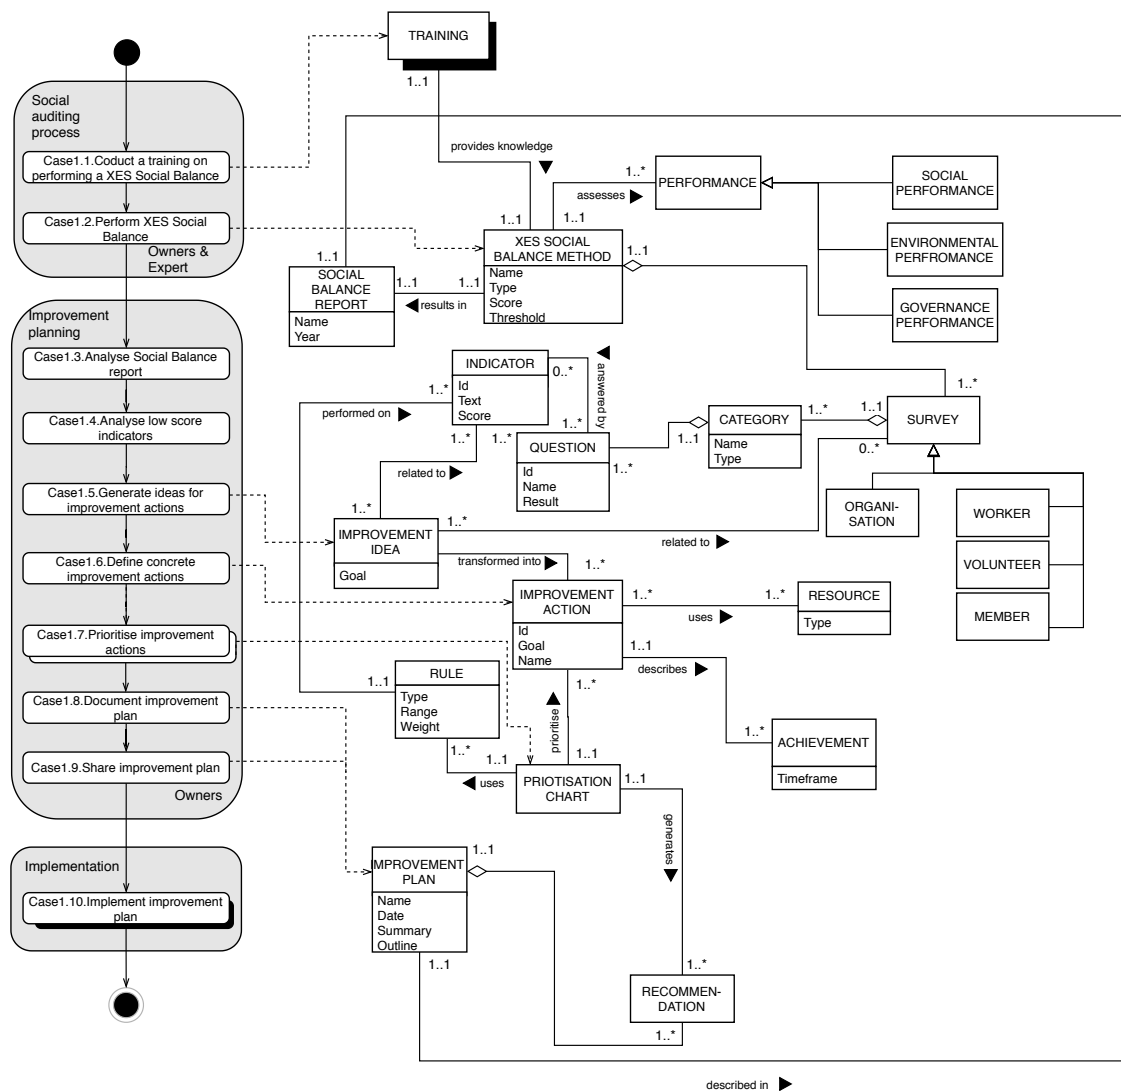 TRAINING
1..1
Social
auditing
process
Case1.1.Coduct a training on
performing a XES Social Balance
Case1.2.Perform XES Social
Balance
Owners &
Expert
provides knowledge
1..*
PERFORMANCE
assesses
SOCIAL
PERFORMANCE
ENVIRONMENTAL
PERFROMANCE
GOVERNANCE
PERFORMANCE
1..1
1..1
1..1
XES SOCIAL
BALANCE METHOD
Name
Type
Score
Threshold
1..1
SOCIAL
BALANCE
REPORT
Name
Year
1..1
1..1
results in
Improvement
planning
Case1.3.Analyse Social Balance
report
Case1.4.Analyse low score
indicators
Case1.5.Generate ideas for
improvement actions
Case1.6.Define concrete
improvement actions
Case1.7.Prioritise improvement
actions
Case1.8.Document improvement
plan
Case1.9.Share improvement plan
Owners
INDICATOR
Id
Text
Score
0..*
answered by
1..*
performed on
1..*
1..*
1..*
QUESTION
Id
Name
Result
1..*
1..1
CATEGORY
Name
Type
1..*
1..1
SURVEY
1..*
0..*
related to
1..*
IMPROVEMENT
IDEA
Goal
1..*
related to
ORGANI-
SATION
WORKER
VOLUNTEER
MEMBER
transformed into
1..*
IMPROVEMENT
ACTION
Id
Goal
Name
1..*
uses
1..*
RESOURCE
Type
1..1
describes
1..*
ACHIEVEMENT
Timeframe
1..1
RULE
Type
Range
Weight
1..*
uses
1..1
1..*
prioritise
1..1
PRIOTISATION
CHART
1..1
generates
1..*
RECOMMEN-
DATION
1..*
Implementation
Case1.10.Implement improvement
plan
IMPROVEMENT
PLAN
Name
Date
Summary
Outline
1..1
1..1
described in